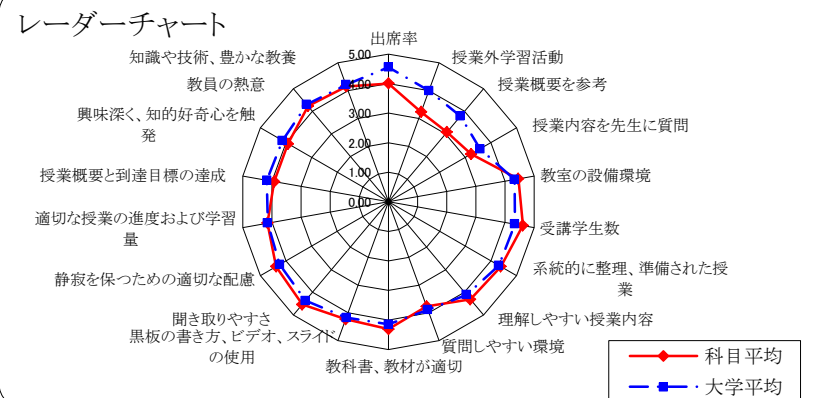 レーダーチャート
出席率
授業外学習活動
授業概要を参考
授業内容を先生に質問
教室の設備環境
受講学生数
系統的に整理、準備された授
業
理解しやすい授業内容
質問しやすい環境
教科書、教材が適切
黒板の書き方、ビデオ、スライド
の使用
聞き取りやすさ
静寂を保つための適切な配慮
適切な授業の進度および学習
量
授業概要と到達目標の達成
興味深く、知的好奇心を触
発
教員の熱意
知識や技術、豊かな教養
5.00
4.00
3.00
2.00
1.00
0.00
科目平均
大学平均